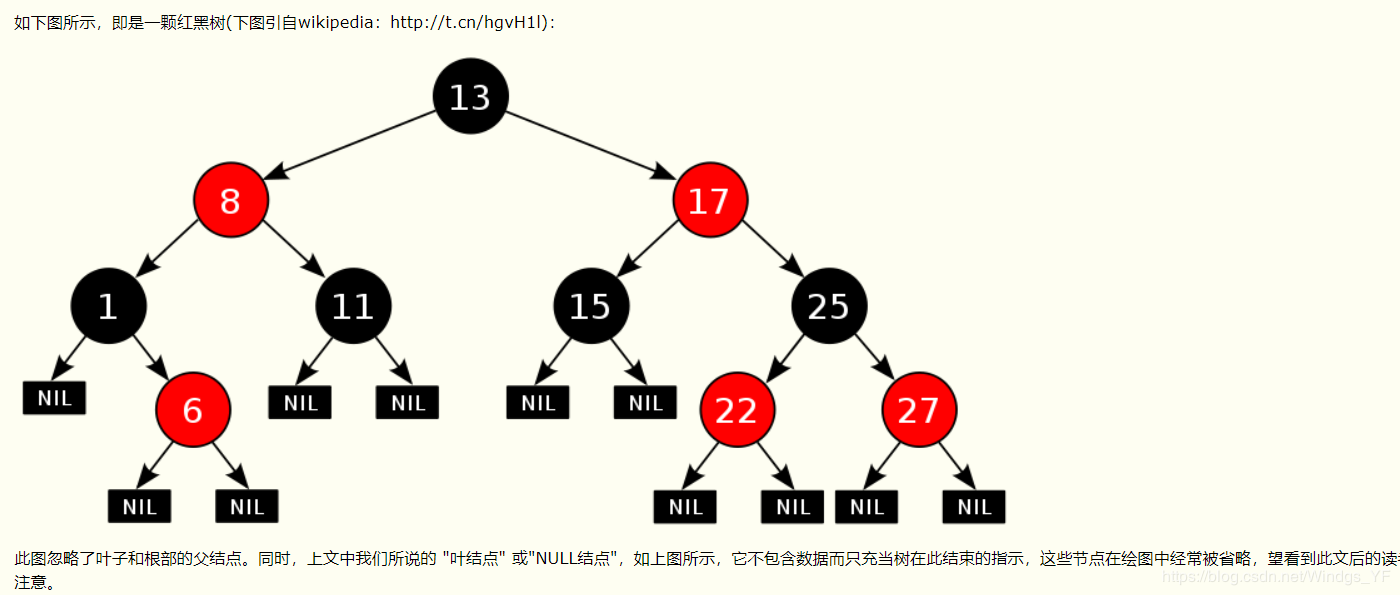 如下图所示，即是一颗红黑树(下图引自wikipedia：http://t.cn/hgvH1l)：
13
8 17
1 11 15 25
NIL 6 NIL NIL NIL NIL 22 27
NIL NIL NIL NIL NIL NIL
此图忽略了叶子和根部的父结点。同时，上文中我们所说的 "叶结点" 或"NULL结点"，如上图所示，它不包含数据而只充当树在此结束的指示，这些节点在绘图中经常被省略，望看到此文后的读
注意。
https://blog.csdn.net/Windgs_YF